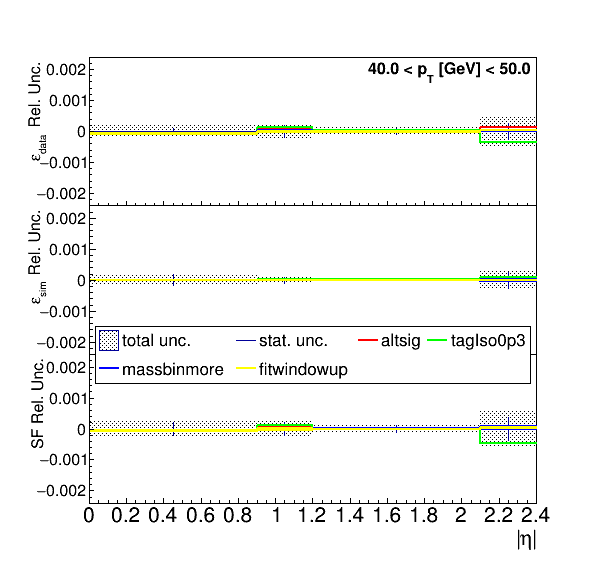 40.0 < p_T [GeV] < 50.0
ε_data Rel. Unc.
0.002
0.001
0
−0.001
−0.002
ε_sim Rel. Unc.
0.002
0.001
0
−0.001
−0.002
total unc. stat. unc. altsig tagIso0p3
massbinmore fitwindowup
SF Rel. Unc.
0.002
0.001
0
−0.001
−0.002
0 0.2 0.4 0.6 0.8 1 1.2 1.4 1.6 1.8 2 2.2 2.4
|η|